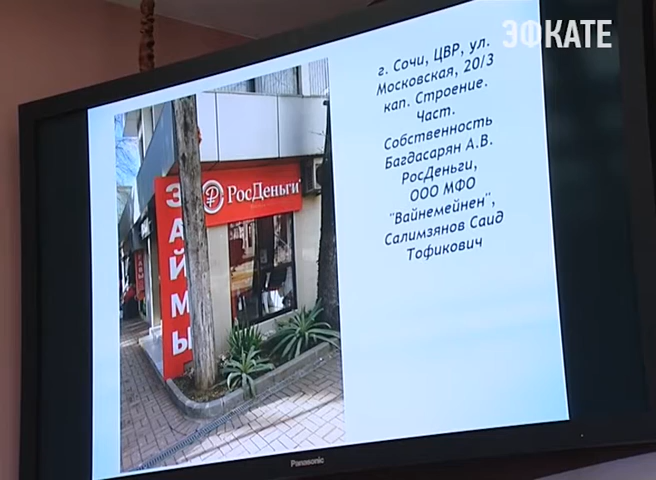 ЭФКАТЕ
г. Сочи, ЦВР, ул.
Московская, 20/3
кап. Строение.
Част.
Собственность
Багдасарян А.В.
РосДеньги,
ООО МФО
"Вайнемейнен",
Салимзянов Саид
Тофикович
РосДеньги
ЗАЙМЫ
Panasonic